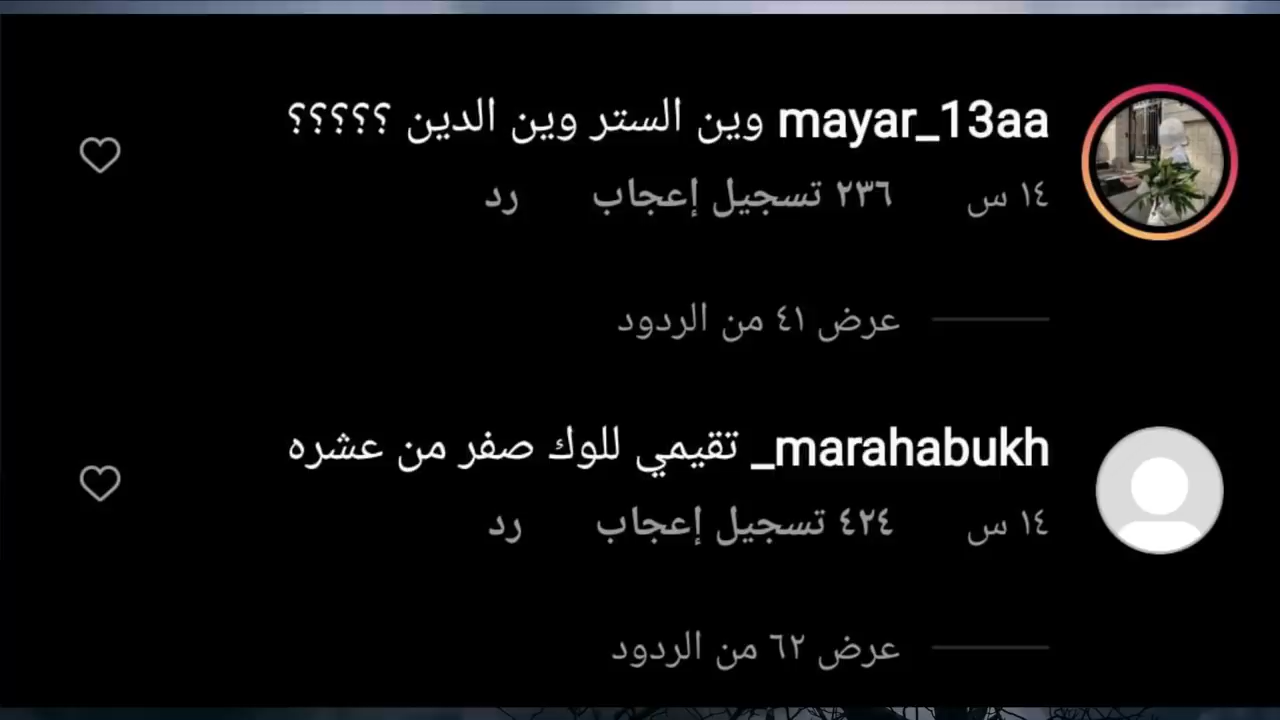 mayar_13aa وين الستر وين الدين ؟؟؟؟؟
١٤ س ٢٣٦ تسجيل إعجاب رد
عرض ٤١ من الردود
marahabukh_ تقيمي للوك صفر من عشره
١٤ س ٤٢٤ تسجيل إعجاب رد
عرض ٦٢ من الردود